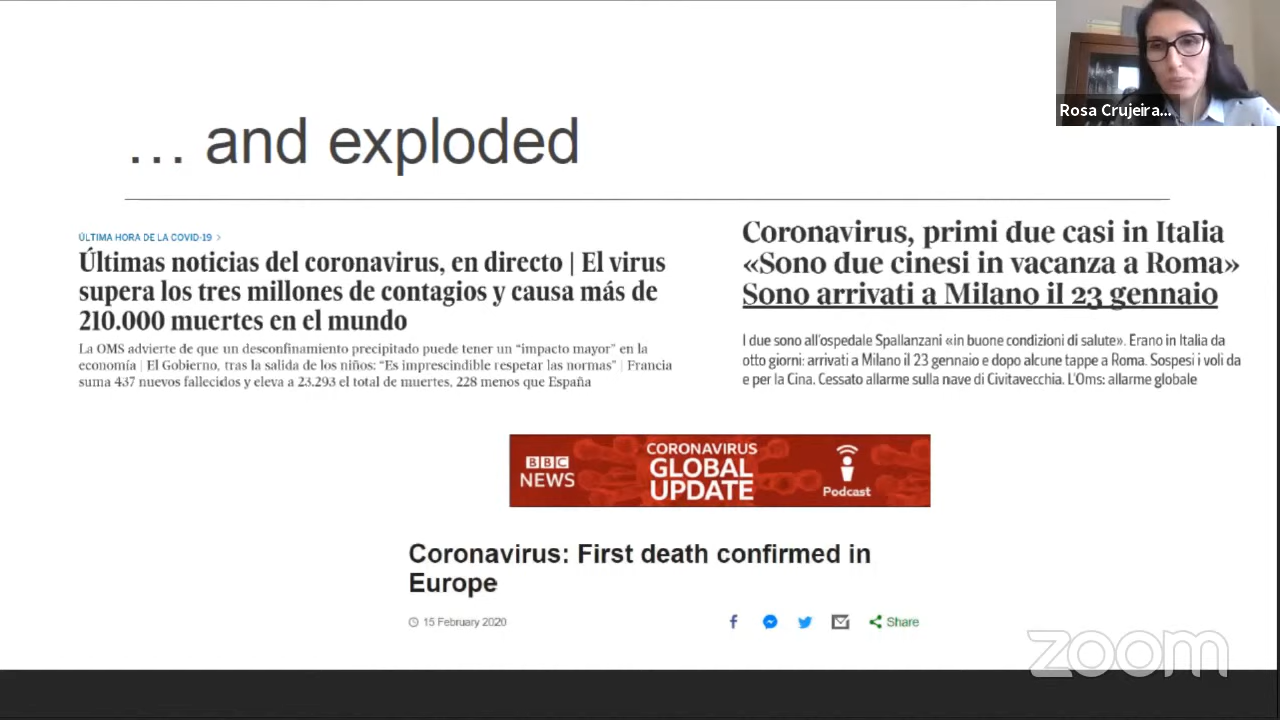 Rosa Crujeira...
... and exploded
ÚLTIMA HORA DE LA COVID-19 >
Últimas noticias del coronavirus, en directo | El virus
supera los tres millones de contagios y causa más de
210.000 muertes en el mundo
La OMS advierte de que un desconfinamiento precipitado puede tener un “impacto mayor” en la
economía | El Gobierno, tras la salida de los niños: “Es imprescindible respetar las normas” | Francia
suma 437 nuevos fallecidos y eleva a 23.293 el total de muertes, 228 menos que España
Coronavirus, primi due casi in Italia
«Sono due cinesi in vacanza a Roma»
Sono arrivati a Milano il 23 gennaio
I due sono all’ospedale Spallanzani «in buone condizioni di salute». Erano in Italia da
otto giorni: arrivati a Milano il 23 gennaio e dopo alcune tappe a Roma. Sospesi i voli da
e per la Cina. Cessato allarme sulla nave di Civitavecchia. L’Oms: allarme globale
BBC
NEWS
CORONAVIRUS
GLOBAL
UPDATE
Podcast
Coronavirus: First death confirmed in
Europe
15 February 2020
Share
zoom